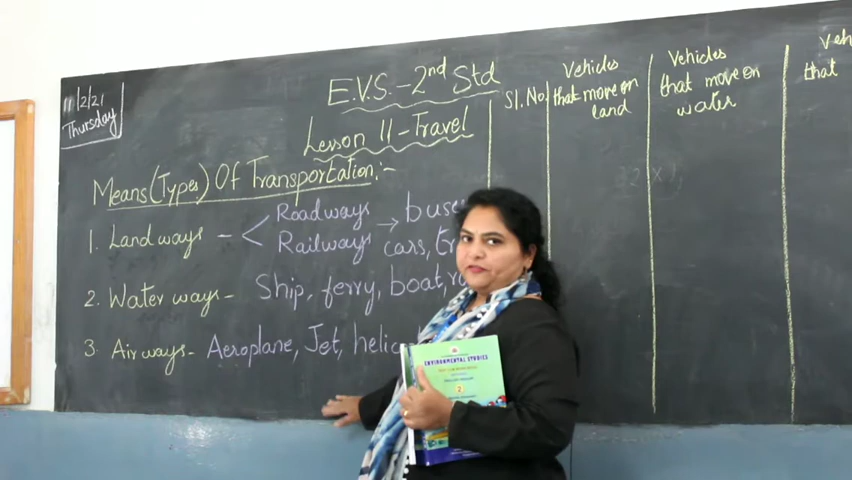 11/2/21
Thursday
E.V.S.-2nd Std
Lesson 11-Travel
Means(Types) Of Transportation:-
1. Landways - < Roadways → buses
Railways cars,
2. Water ways - Ship, ferry, boat,
3. Airways - Aeroplane, Jet,
Sl.No.
Vehicles
that move on
land
Vehicles
that move on
water
that
ENVIRONMENTAL STUDIES
2